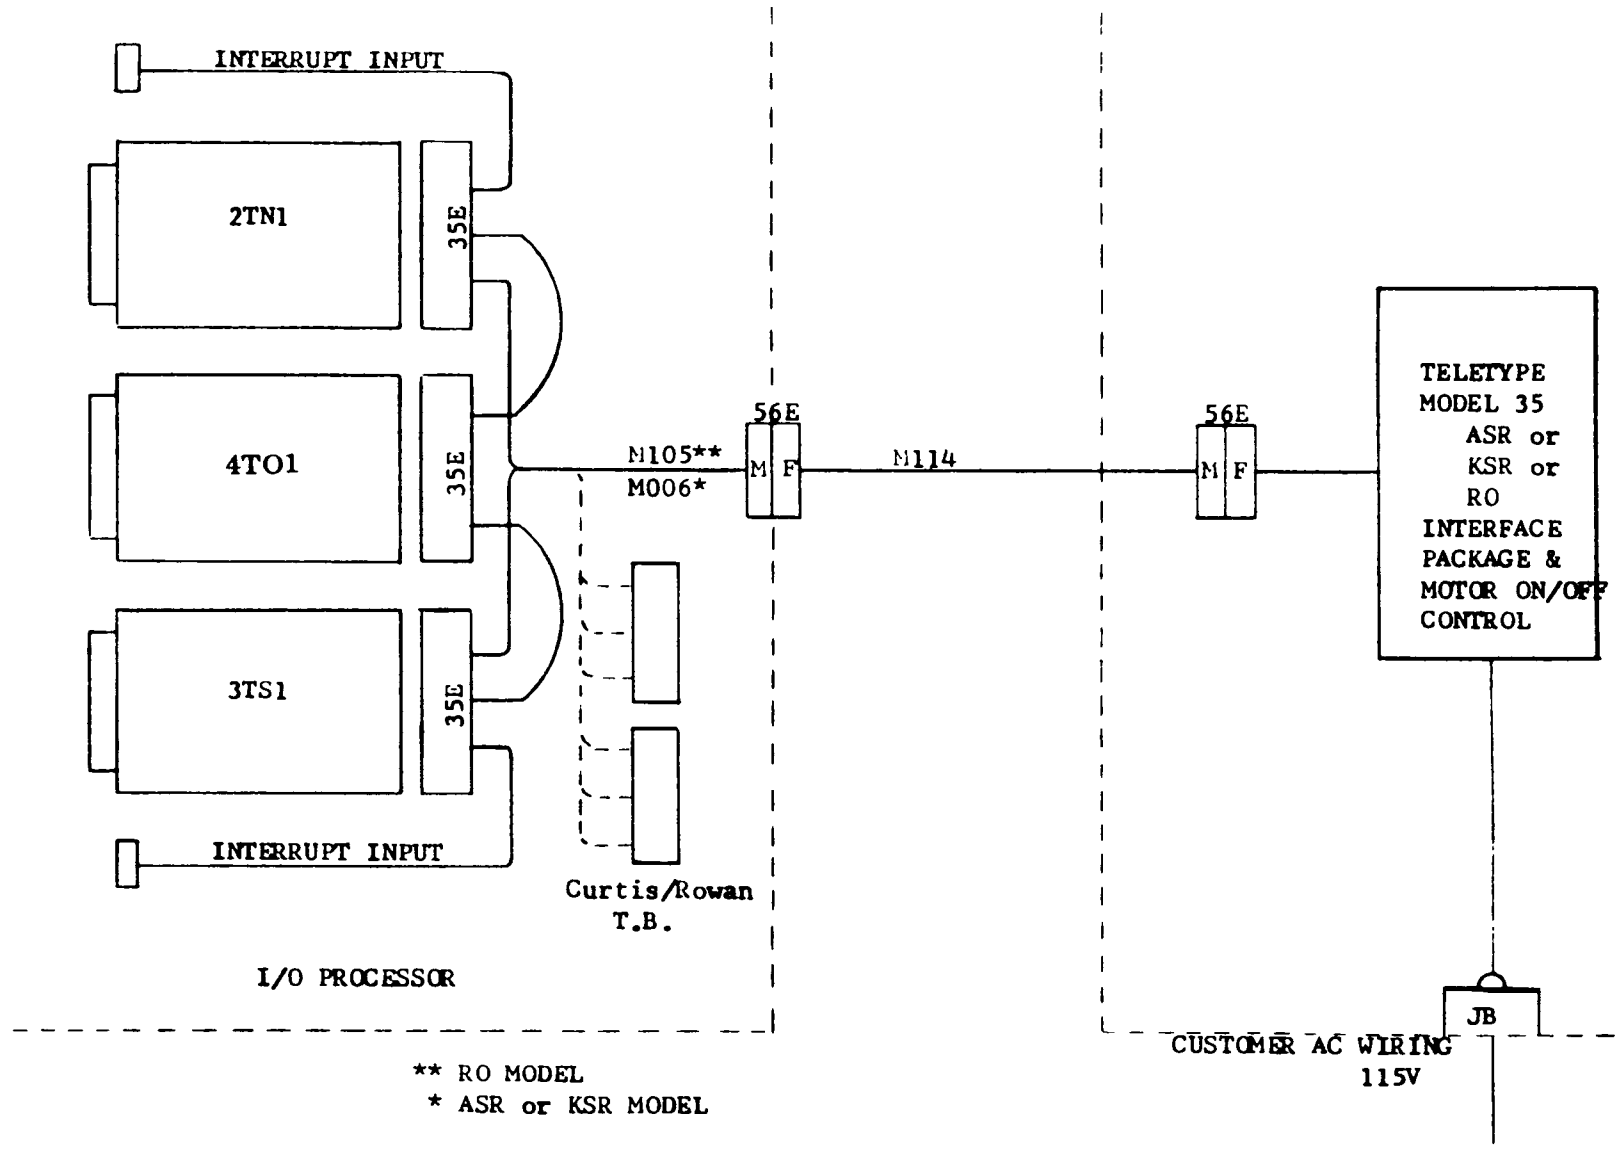 INTERRUPT INPUT
2TN1
35E
4TO1
35E
3TS1
35E
INTERRUPT INPUT
I/O PROCESSOR
M105**
M006*
56E
M F
M114
56E
M F
Curtis/Rowan
T.B.
TELETYPE
MODEL 35
ASR or
KSR or
RO
INTERFACE
PACKAGE &
MOTOR ON/OFF
CONTROL
JB
CUSTOMER AC WIRING
115V
** RO MODEL
* ASR or KSR MODEL